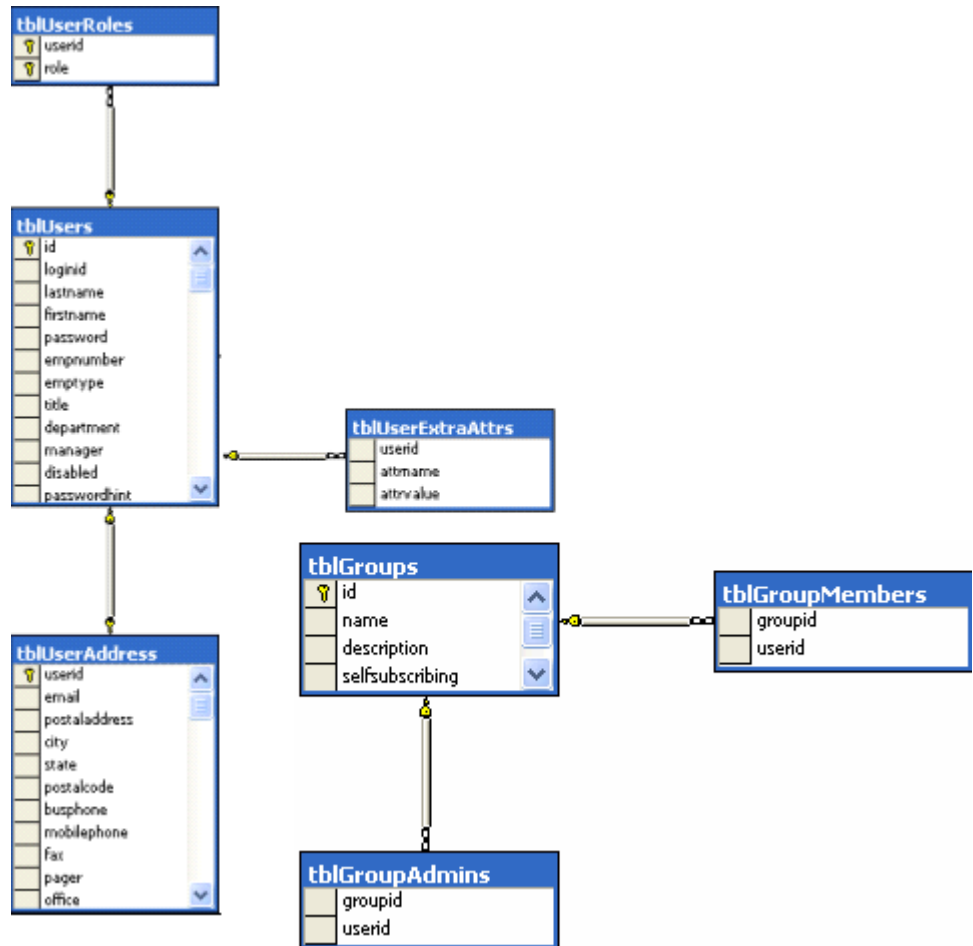 tblUserRoles
userid
role
tblUsers
id
loginid
lastname
firstname
password
empnumber
emptype
title
department
manager
disabled
passwordhint
tblUserExtraAttrs
userid
attrname
attrvalue
tblUserAddress
userid
email
postaladdress
city
state
postalcode
busphone
mobilephone
fax
pager
office
tblGroups
id
name
description
selfsubscribing
tblGroupMembers
groupid
userid
tblGroupAdmins
groupid
userid